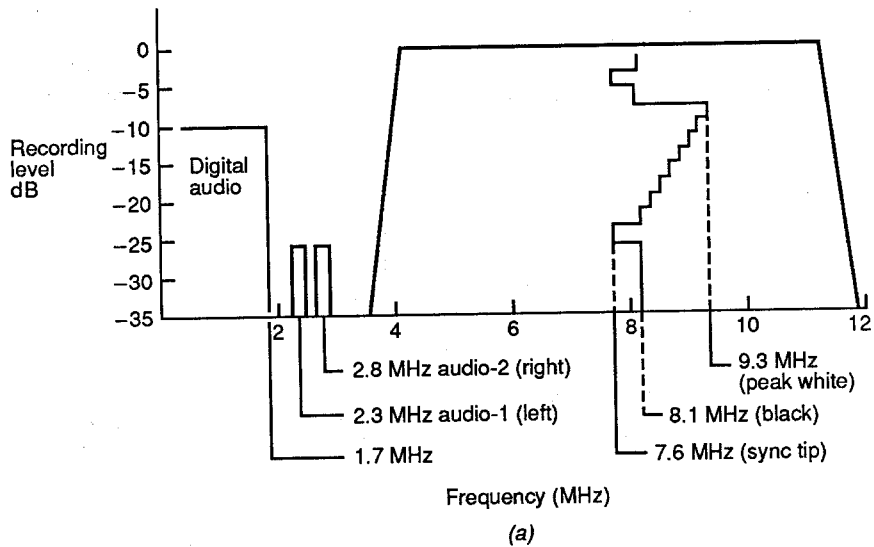 0
−5
−10
−15
−20
−25
−30
−35
Recording
level
dB
Digital
audio
2
4
6
8
10
12
2.8 MHz audio-2 (right)
2.3 MHz audio-1 (left)
1.7 MHz
9.3 MHz
(peak white)
8.1 MHz (black)
7.6 MHz (sync tip)
Frequency (MHz)
(a)